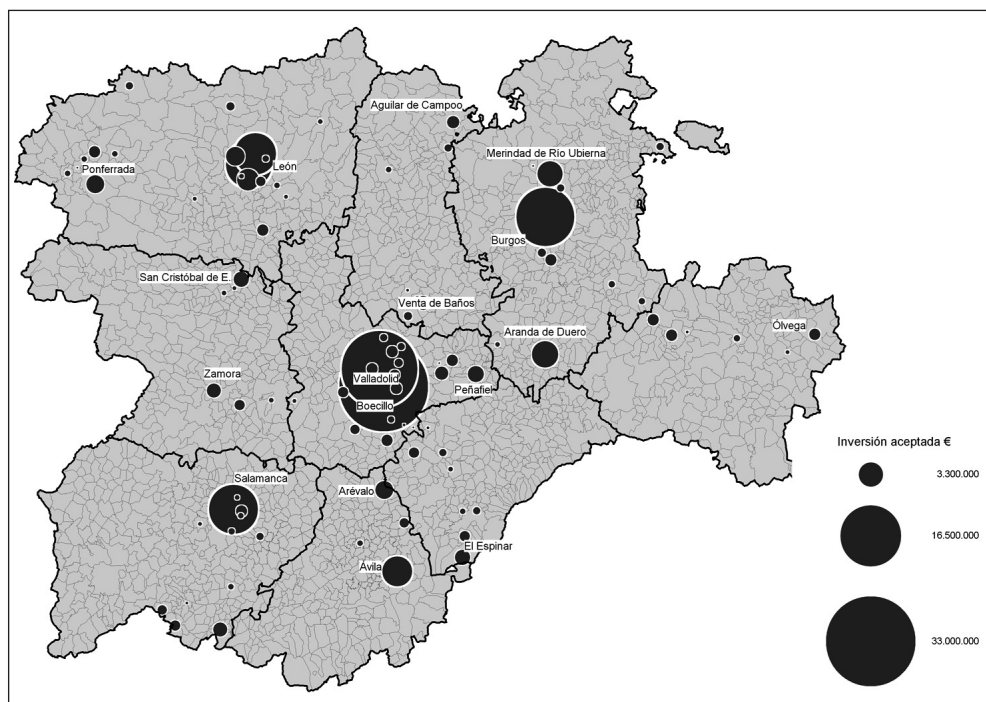 Aguilar de Campoo
Merindad de Río Ubierna
León
Ponferrada
Burgos
San Cristóbal de E.
Venta de Baños
Aranda de Duero
Ólvega
Zamora
Valladolid
Peñafiel
Boecillo
Inversión aceptada €
Salamanca
3.300.000
Arévalo
16.500.000
El Espinar
Ávila
33.000.000